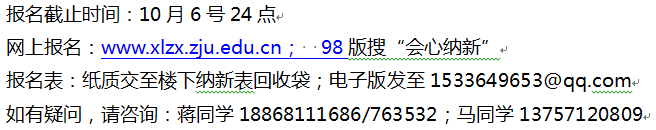 报名截止时间：10 月 6 号 24 点
网上报名：www.xlzx.zju.edu.cn； 98 版搜“会心纳新”
报名表：纸质交至楼下纳新表回收袋；电子版发至 1533649653@qq.com
如有疑问，请咨询：蒋同学 18868111686/763532；马同学 13757120809